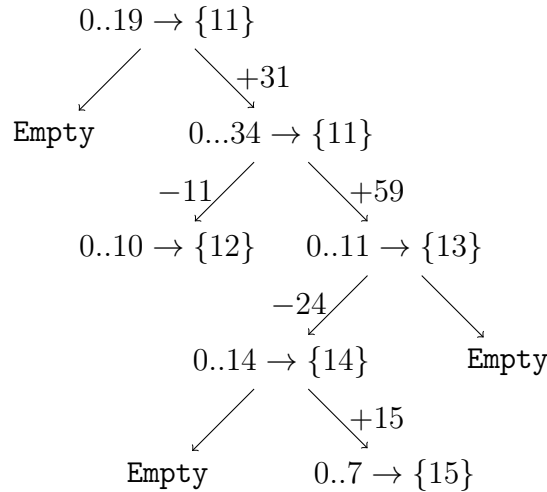 0..19 → {11}
+31
Empty 0...34 → {11}
−11 +59
0..10 → {12} 0..11 → {13}
−24
0..14 → {14} Empty
+15
Empty 0..7 → {15}